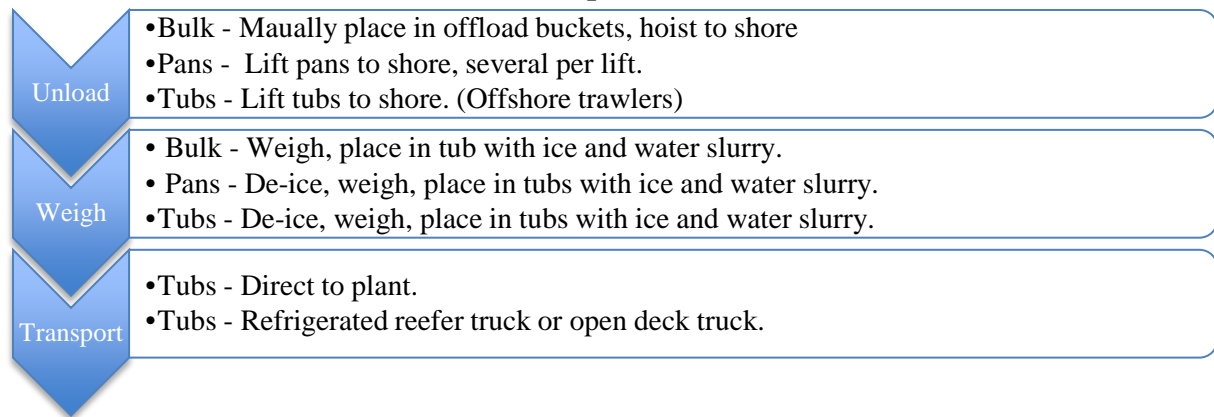 Unload
•Bulk - Maually place in offload buckets, hoist to shore
•Pans -  Lift pans to shore, several per lift.
•Tubs - Lift tubs to shore. (Offshore trawlers)
Weigh
• Bulk - Weigh, place in tub with ice and water slurry.
• Pans - De-ice, weigh, place in tubs with ice and water slurry.
• Tubs - De-ice, weigh, place in tubs with ice and water slurry.
Transport
•Tubs - Direct to plant.
•Tubs - Refrigerated reefer truck or open deck truck.